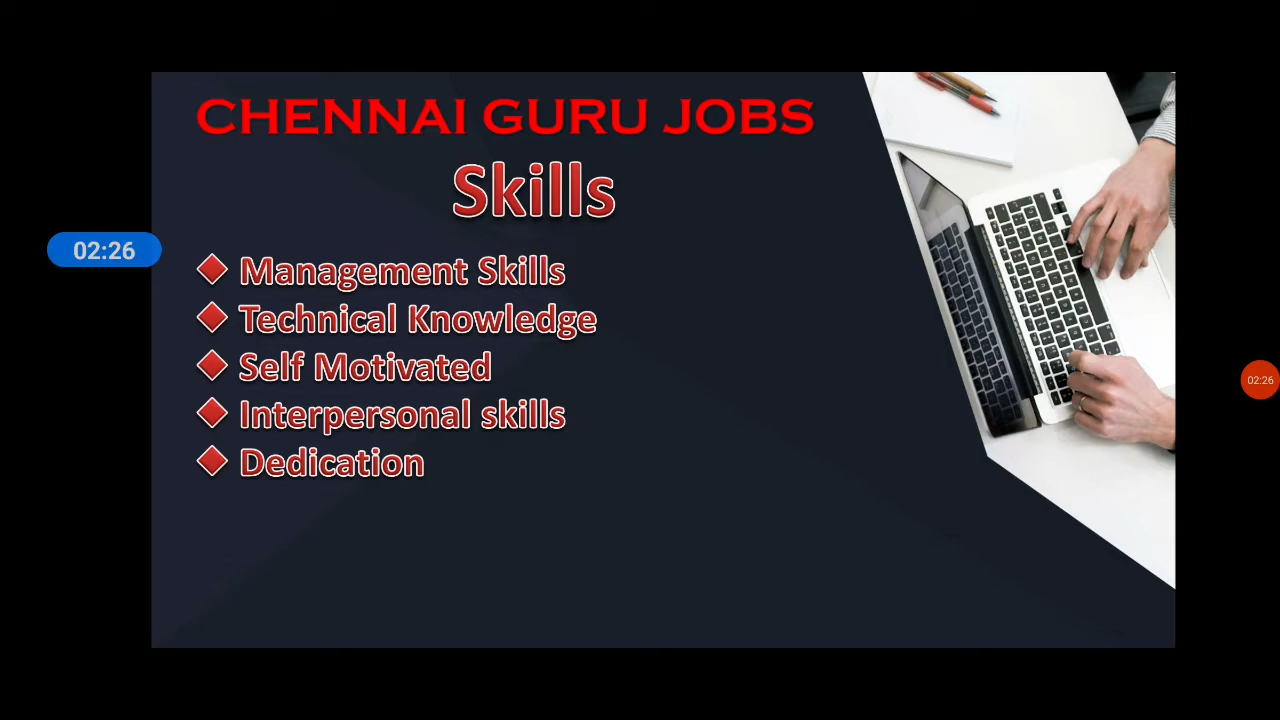 CHENNAI GURU JOBS
Skills
02:26
Management Skills
Technical Knowledge
Self Motivated
02:26
Interpersonal skills
Dedication